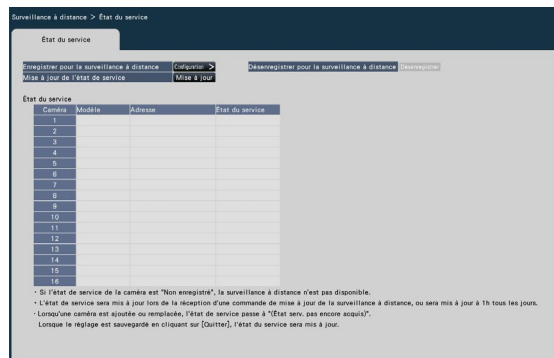 Surveillance à distance > État du service
État du service
Enregistrer pour la surveillance à distance Configuration > Désenregistrer pour la surveillance à distance Désenregistrer
Mise à jour de l'état de service Mise à jour
État du service
Caméra Modèle Adresse État du service
1
2
3
4
5
6
7
8
9
10
11
12
13
14
15
16
· Si l'état de service de la caméra est "Non enregistré", la surveillance à distance n'est pas disponible.
· L'état de service sera mis à jour lors de la réception d'une commande de mise à jour de la surveillance à distance, ou sera mis à jour à 1h tous les jours.
· Lorsqu'une caméra est ajoutée ou remplacée, l'état de service passe à "(État serv. pas encore acquis)".
Lorsque le réglage est sauvegardé en cliquant sur [Quitter], l'état du service sera mis à jour.